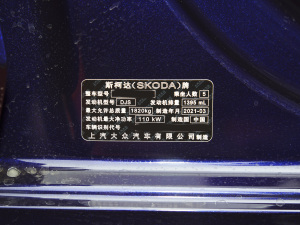 斯柯达(SKODA)牌
整车型号 乘坐人数 5
发动机型号 DJS 发动机排量 1395 mL
最大允许总质量 1820kg 制造年月 2021-03
发动机最大净功率 110 kW 制造国 中国
车辆识别代号
上汽大众汽车有限公司 制造